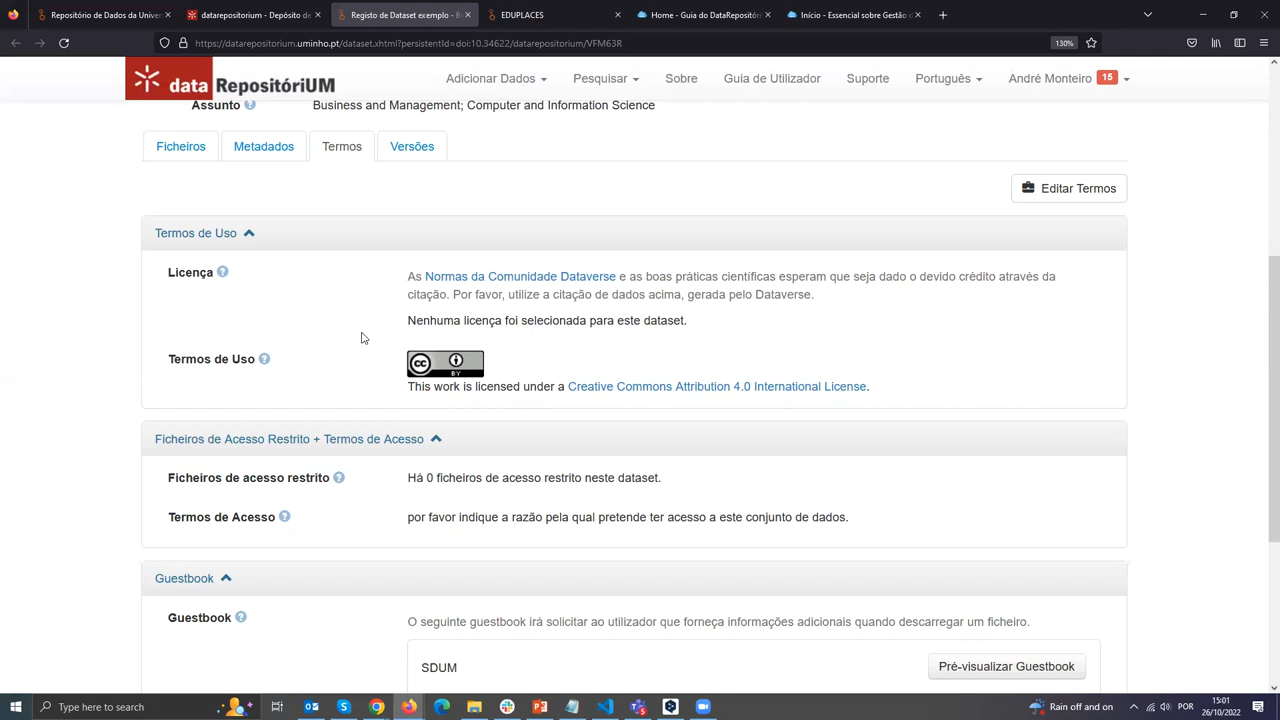 Repositório de Dados da Univers
datarepositorium - Depósito de
Registo de Dataset exemplo - B
EDUPLACES
Home - Guia do DataRepositóri
Início - Essencial sobre Gestão d
https://datarepositorium.uminho.pt/dataset.xhtml?persistentId=doi:10.34622/datarepositorium/VFM63R
130%
data RepositóriUM
Adicionar Dados
Pesquisar
Sobre
Guia de Utilizador
Suporte
Português
André Monteiro 15
Assunto Business and Management; Computer and Information Science
Ficheiros
Metadados
Termos
Versões
Editar Termos
Termos de Uso
Licença
As Normas da Comunidade Dataverse e as boas práticas científicas esperam que seja dado o devido crédito através da
citação. Por favor, utilize a citação de dados acima, gerada pelo Dataverse.
Nenhuma licença foi selecionada para este dataset.
Termos de Uso
cc BY
This work is licensed under a Creative Commons Attribution 4.0 International License.
Ficheiros de Acesso Restrito + Termos de Acesso
Ficheiros de acesso restrito Há 0 ficheiros de acesso restrito neste dataset.
Termos de Acesso por favor indique a razão pela qual pretende ter acesso a este conjunto de dados.
Guestbook
Guestbook O seguinte guestbook irá solicitar ao utilizador que forneça informações adicionais quando descarregar um ficheiro.
SDUM Pré-visualizar Guestbook
Type here to search
Rain off and on
POR
15:01
26/10/2022